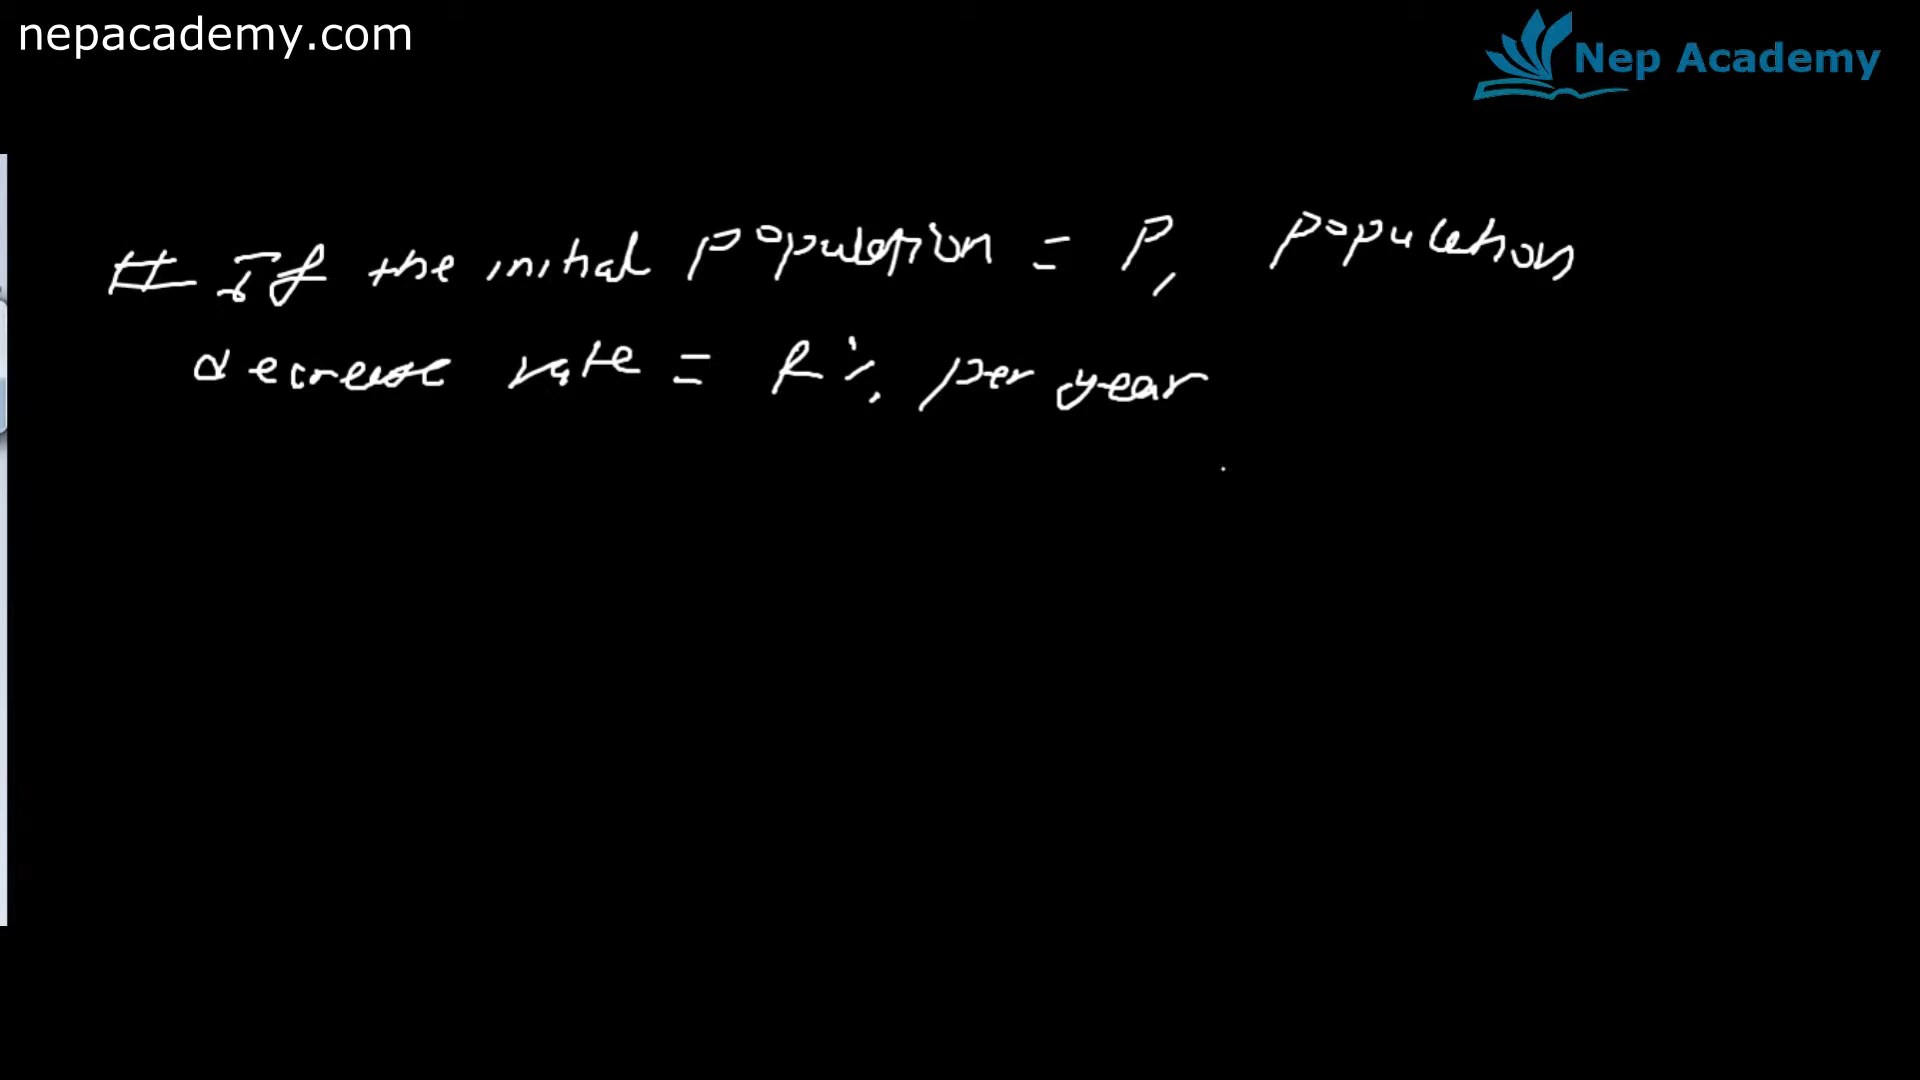 nepacademy.com
Nep Academy
# If the initial population = P, population
decrease rate = R% per year